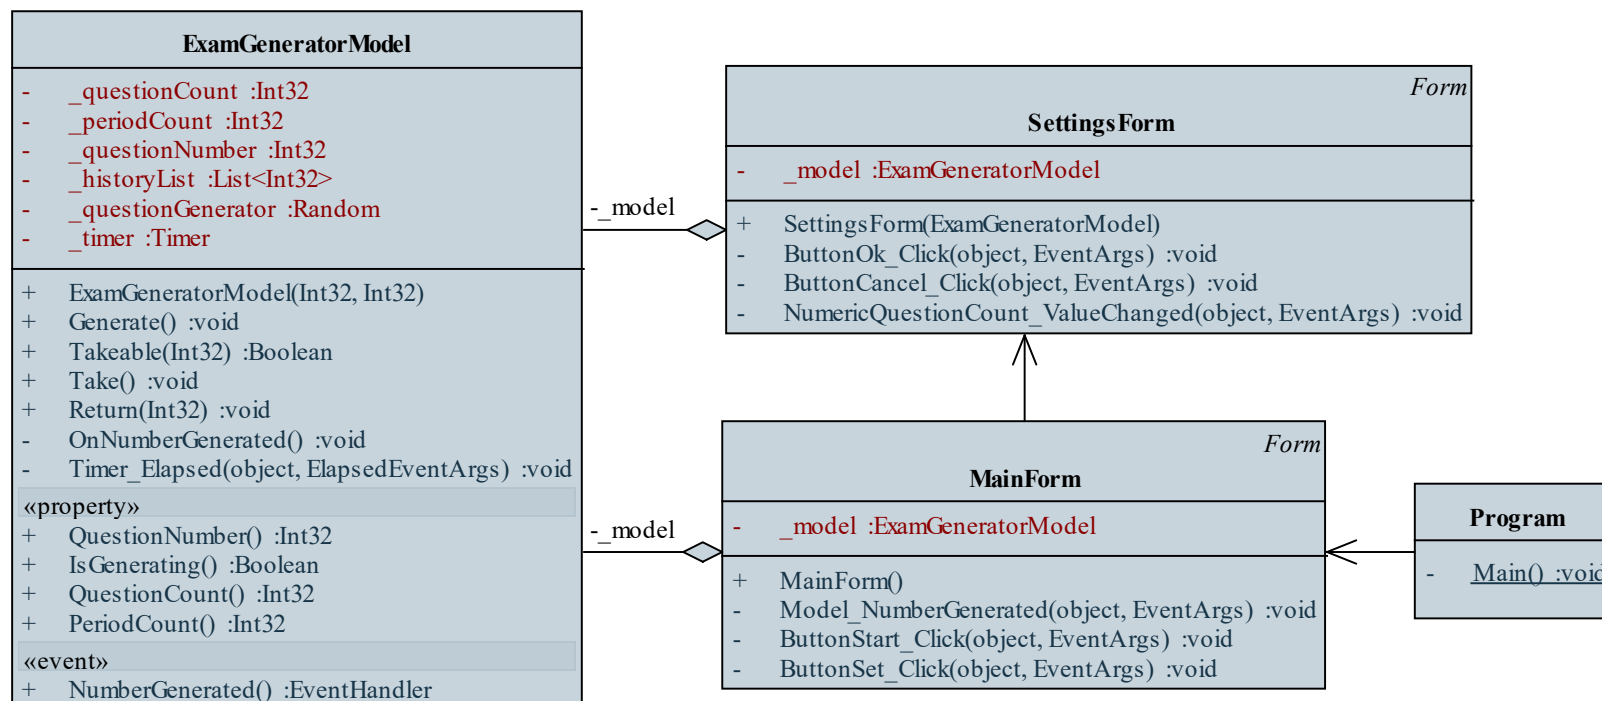 ExamGeneratorModel
- _questionCount :Int32
- _periodCount :Int32
- _questionNumber :Int32
- _historyList :List<Int32>
- _questionGenerator :Random
- _timer :Timer
+ ExamGeneratorModel(Int32, Int32)
+ Generate() :void
+ Takeable(Int32) :Boolean
+ Take() :void
+ Return(Int32) :void
- OnNumberGenerated() :void
- Timer_Elapsed(object, ElapsedEventArgs) :void
«property»
+ QuestionNumber() :Int32
+ IsGenerating() :Boolean
+ QuestionCount() :Int32
+ PeriodCount() :Int32
«event»
+ NumberGenerated() :EventHandler
-_model
-_model
Form
SettingsForm
- _model :ExamGeneratorModel
+ SettingsForm(ExamGeneratorModel)
- ButtonOk_Click(object, EventArgs) :void
- ButtonCancel_Click(object, EventArgs) :void
- NumericQuestionCount_ValueChanged(object, EventArgs) :void
Form
MainForm
- _model :ExamGeneratorModel
+ MainForm()
- Model_NumberGenerated(object, EventArgs) :void
- ButtonStart_Click(object, EventArgs) :void
- ButtonSet_Click(object, EventArgs) :void
Program
- Main() :void